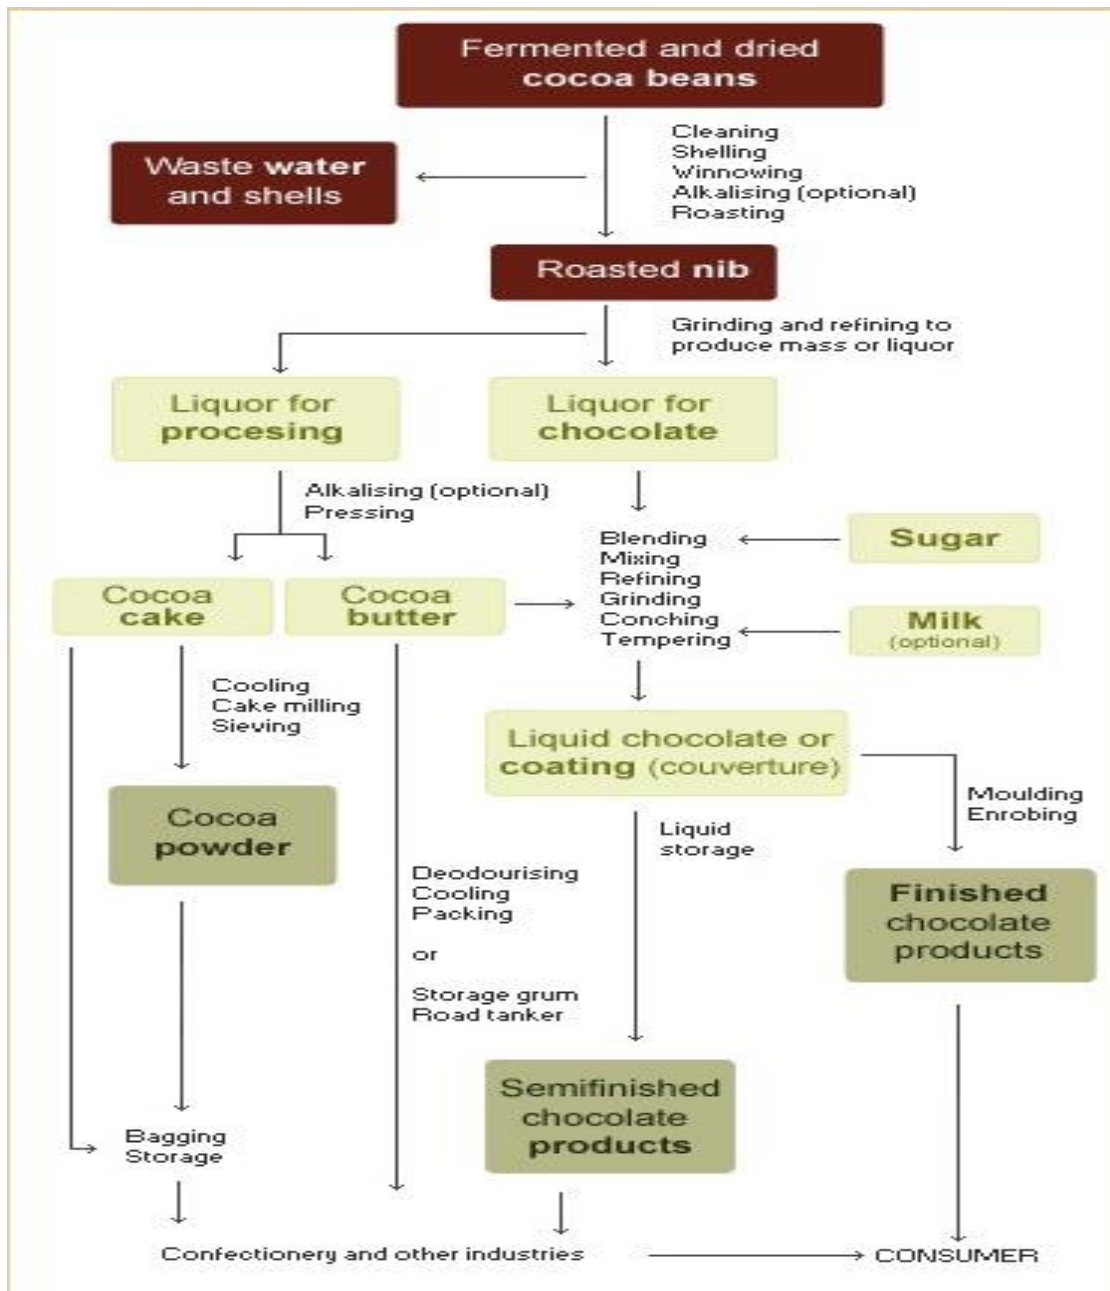 Fermented and dried
cocoa beans
Cleaning
Shelling
Winnowing
Alkalising (optional)
Roasting
Waste water
and shells
Roasted nib
Grinding and refining to
produce mass or liquor
Liquor for
procesing
Liquor for
chocolate
Alkalising (optional)
Pressing
Blending
Mixing
Refining
Grinding
Conching
Tempering
Sugar
Milk
(optional)
Cocoa
cake
Cocoa
butter
Cooling
Cake milling
Sieving
Liquid chocolate or
coating (couverture)
Moulding
Enrobing
Cocoa
powder
Liquid
storage
Deodourising
Cooling
Packing
or
Storage grum
Road tanker
Finished
chocolate
products
Semifinished
chocolate
products
Bagging
Storage
Confectionery and other industries
CONSUMER